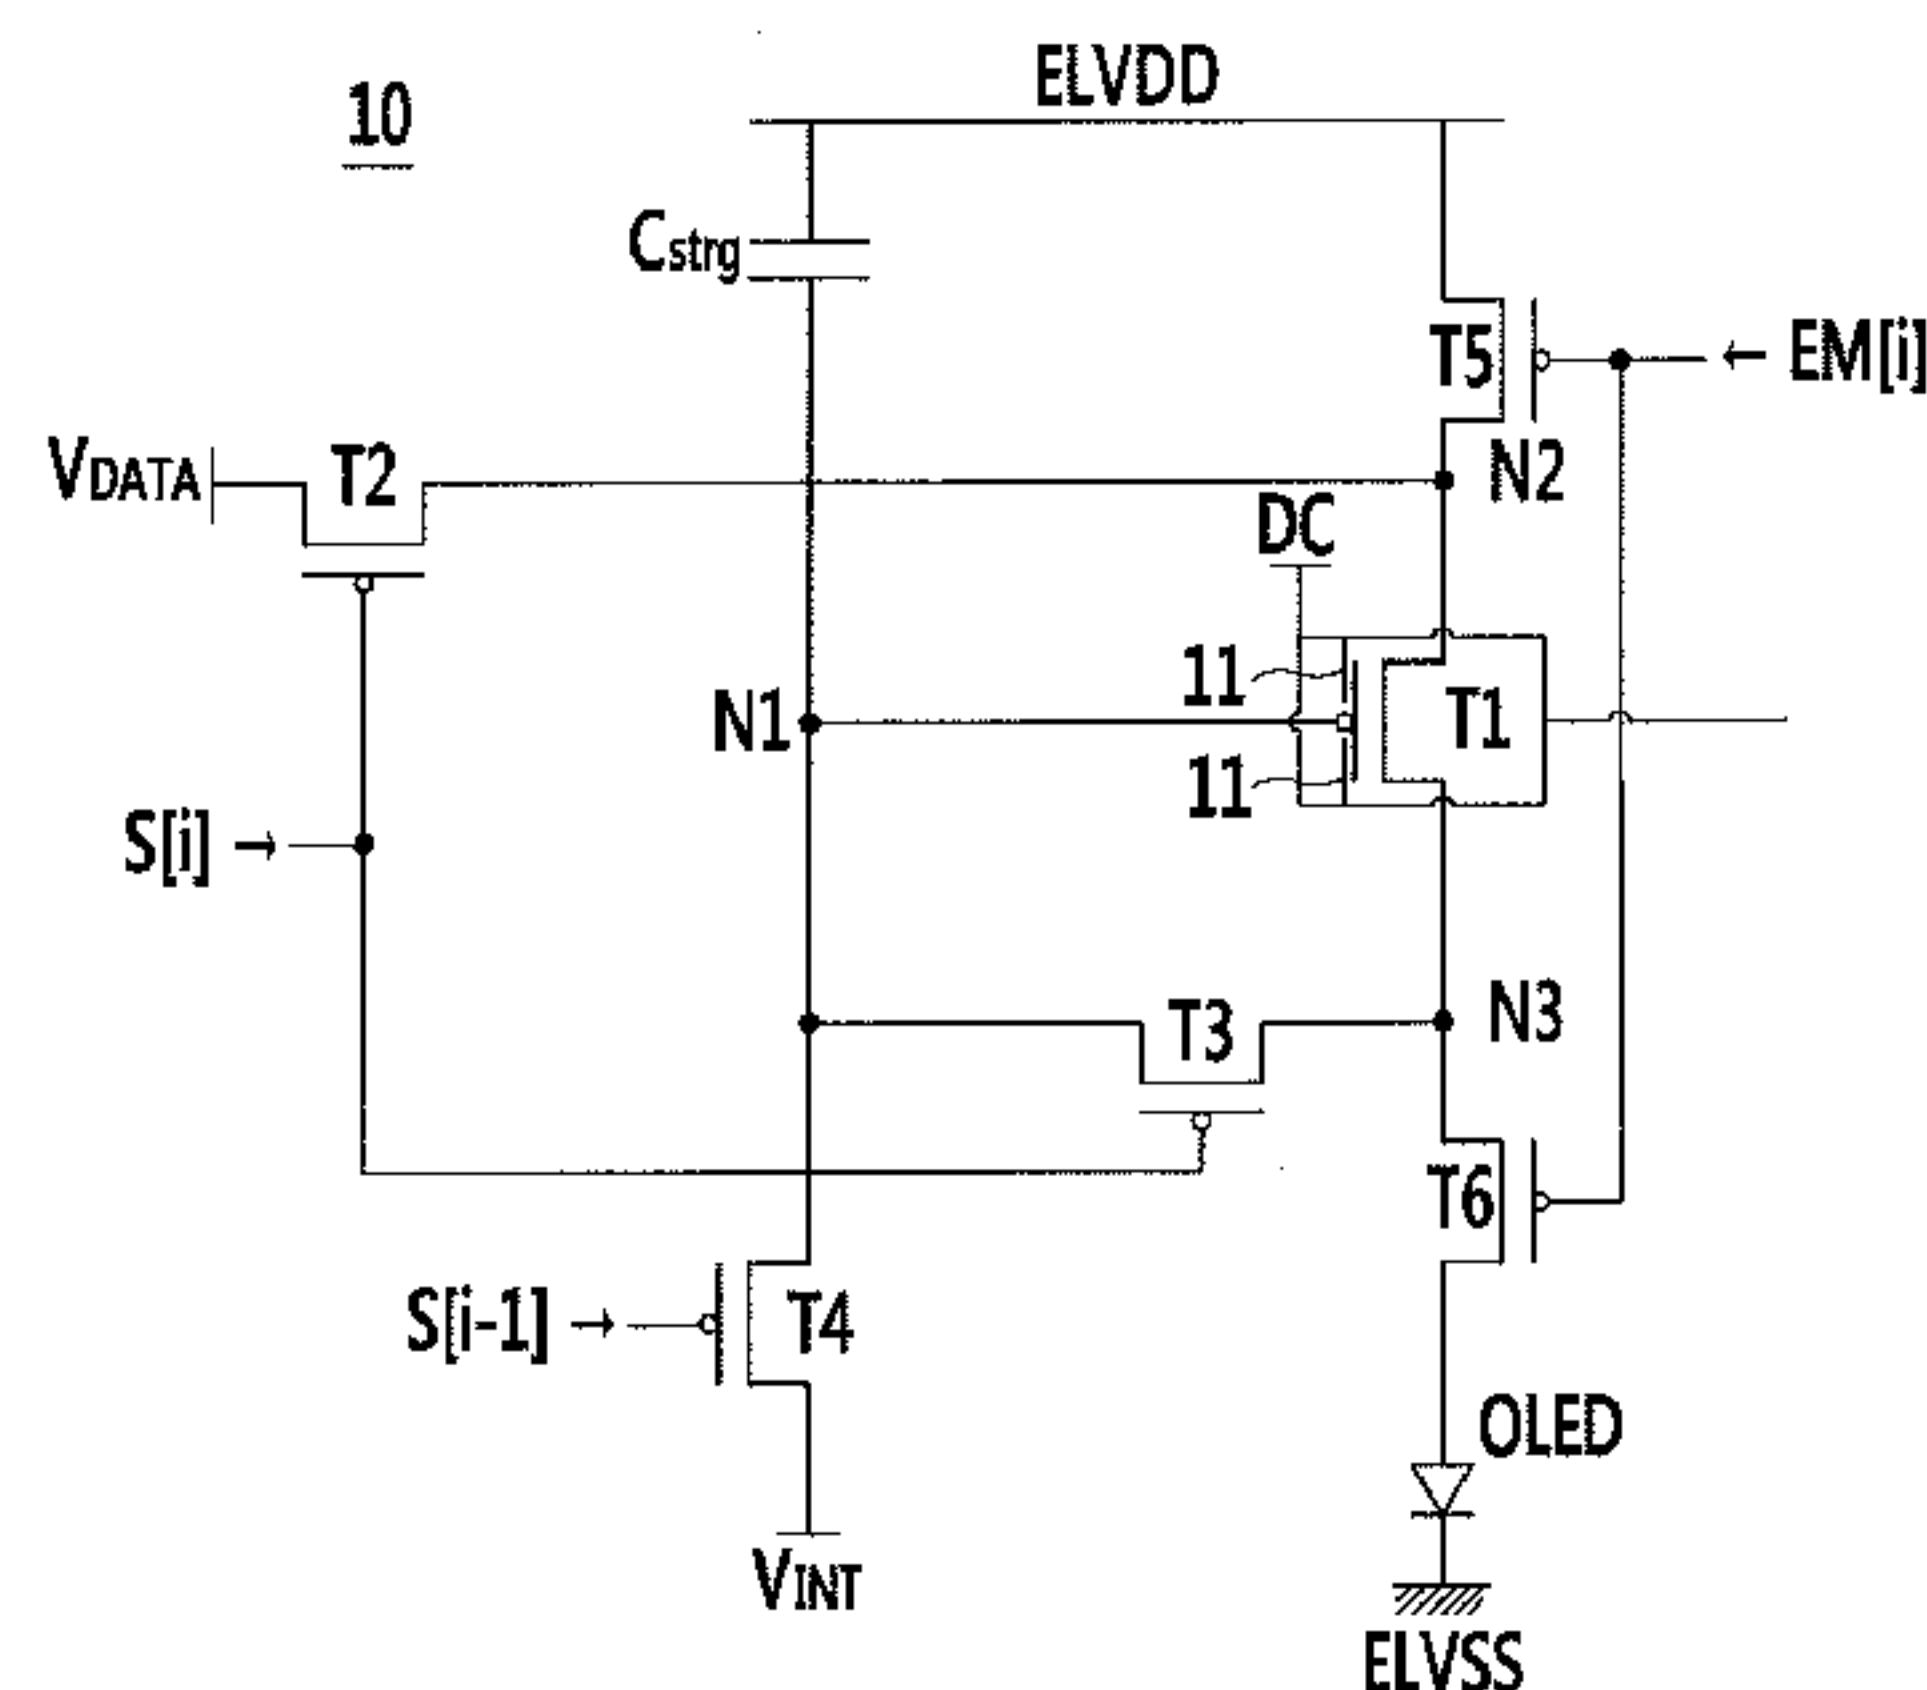 ELVDD
10
Cstrg
T5
EM[i]
VDATA
T2
N2
DC
11
N1
T1
11
S[i]
T3
N3
T6
S[i-1]
T4
OLED
VINT
ELVSS